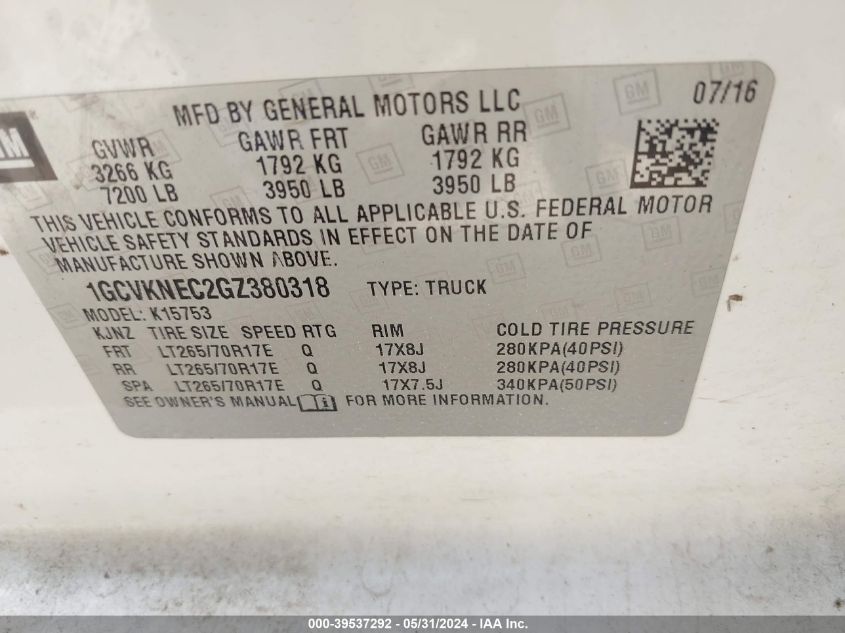 MFD BY GENERAL MOTORS LLC 07/16
GM
GVWR GAWR FRT GAWR RR
3266 KG 1792 KG 1792 KG
7200 LB 3950 LB 3950 LB
THIS VEHICLE CONFORMS TO ALL APPLICABLE U.S. FEDERAL MOTOR
VEHICLE SAFETY STANDARDS IN EFFECT ON THE DATE OF
MANUFACTURE SHOWN ABOVE.
1GCVKNEC2GZ380318 TYPE: TRUCK
MODEL: K15753
KJNZ TIRE SIZE SPEED RTG RIM COLD TIRE PRESSURE
FRT LT265/70R17E Q 17X8J 280KPA(40PSI)
RR LT265/70R17E Q 17X8J 280KPA(40PSI)
SPA LT265/70R17E Q 17X7.5J 340KPA(50PSI)
SEE OWNER'S MANUAL FOR MORE INFORMATION.
000-39537292 - 05/31/2024 - IAA Inc.